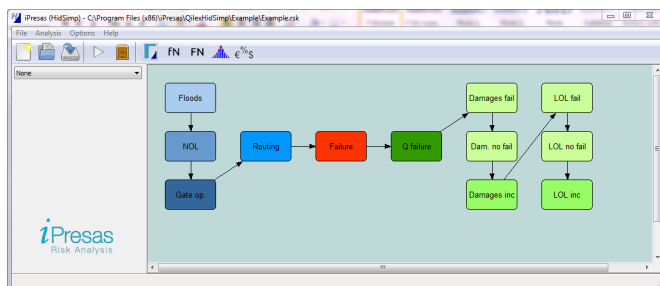 iPresas (HidSimp) - C:\Program Files (x86)\iPresas\QilexHidSimp\Example\Example.rsk
File Analysis Options Help
fN FN €%$
None
Floods
NOL
Gate op.
Routing
Failure
Q failure
Damages fail
Dam. no fail
Damages inc
LOL fail
LOL no fail
LOL inc
iPresas
Risk Analysis